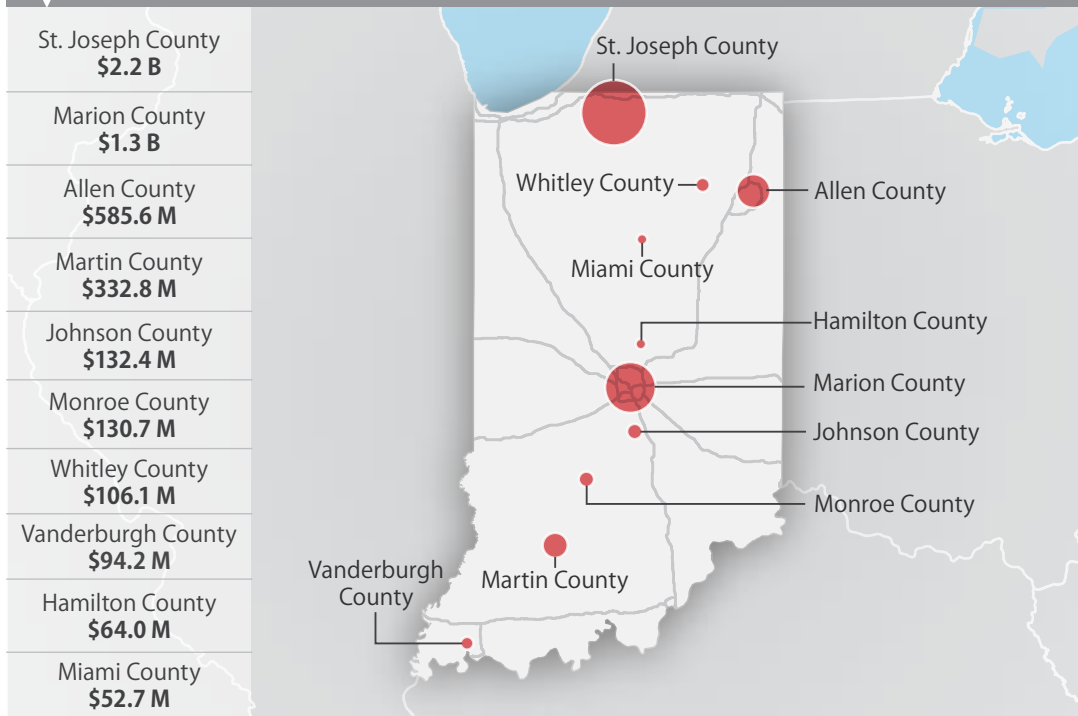 St. Joseph County
$2.2 B
Marion County
$1.3 B
Allen County
$585.6 M
Martin County
$332.8 M
Johnson County
$132.4 M
Monroe County
$130.7 M
Whitley County
$106.1 M
Vanderburgh County
$94.2 M
Hamilton County
$64.0 M
Miami County
$52.7 M
St. Joseph County
Whitley County
Allen County
Miami County
Hamilton County
Marion County
Johnson County
Monroe County
Martin County
Vanderburgh
County